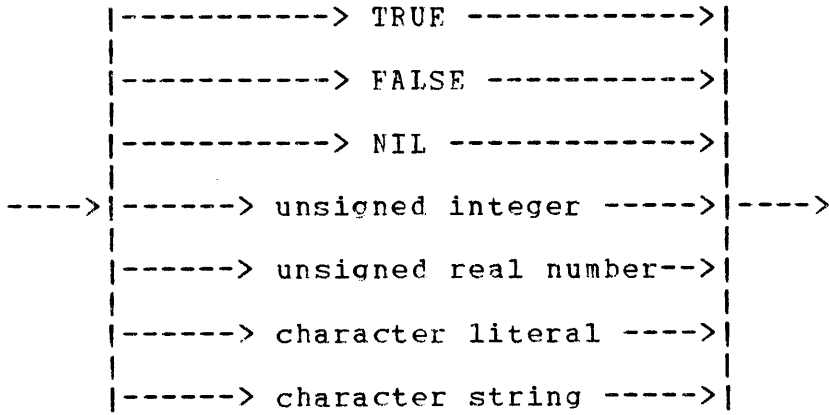 |-----------> TRUE ------------>|
|-----------> FALSE ----------->|
|-----------> NIL ------------->|
---->|------> unsigned integer ----->|---->
|------> unsigned real number-->|
|------> character literal ---->|
|------> character string ----->|